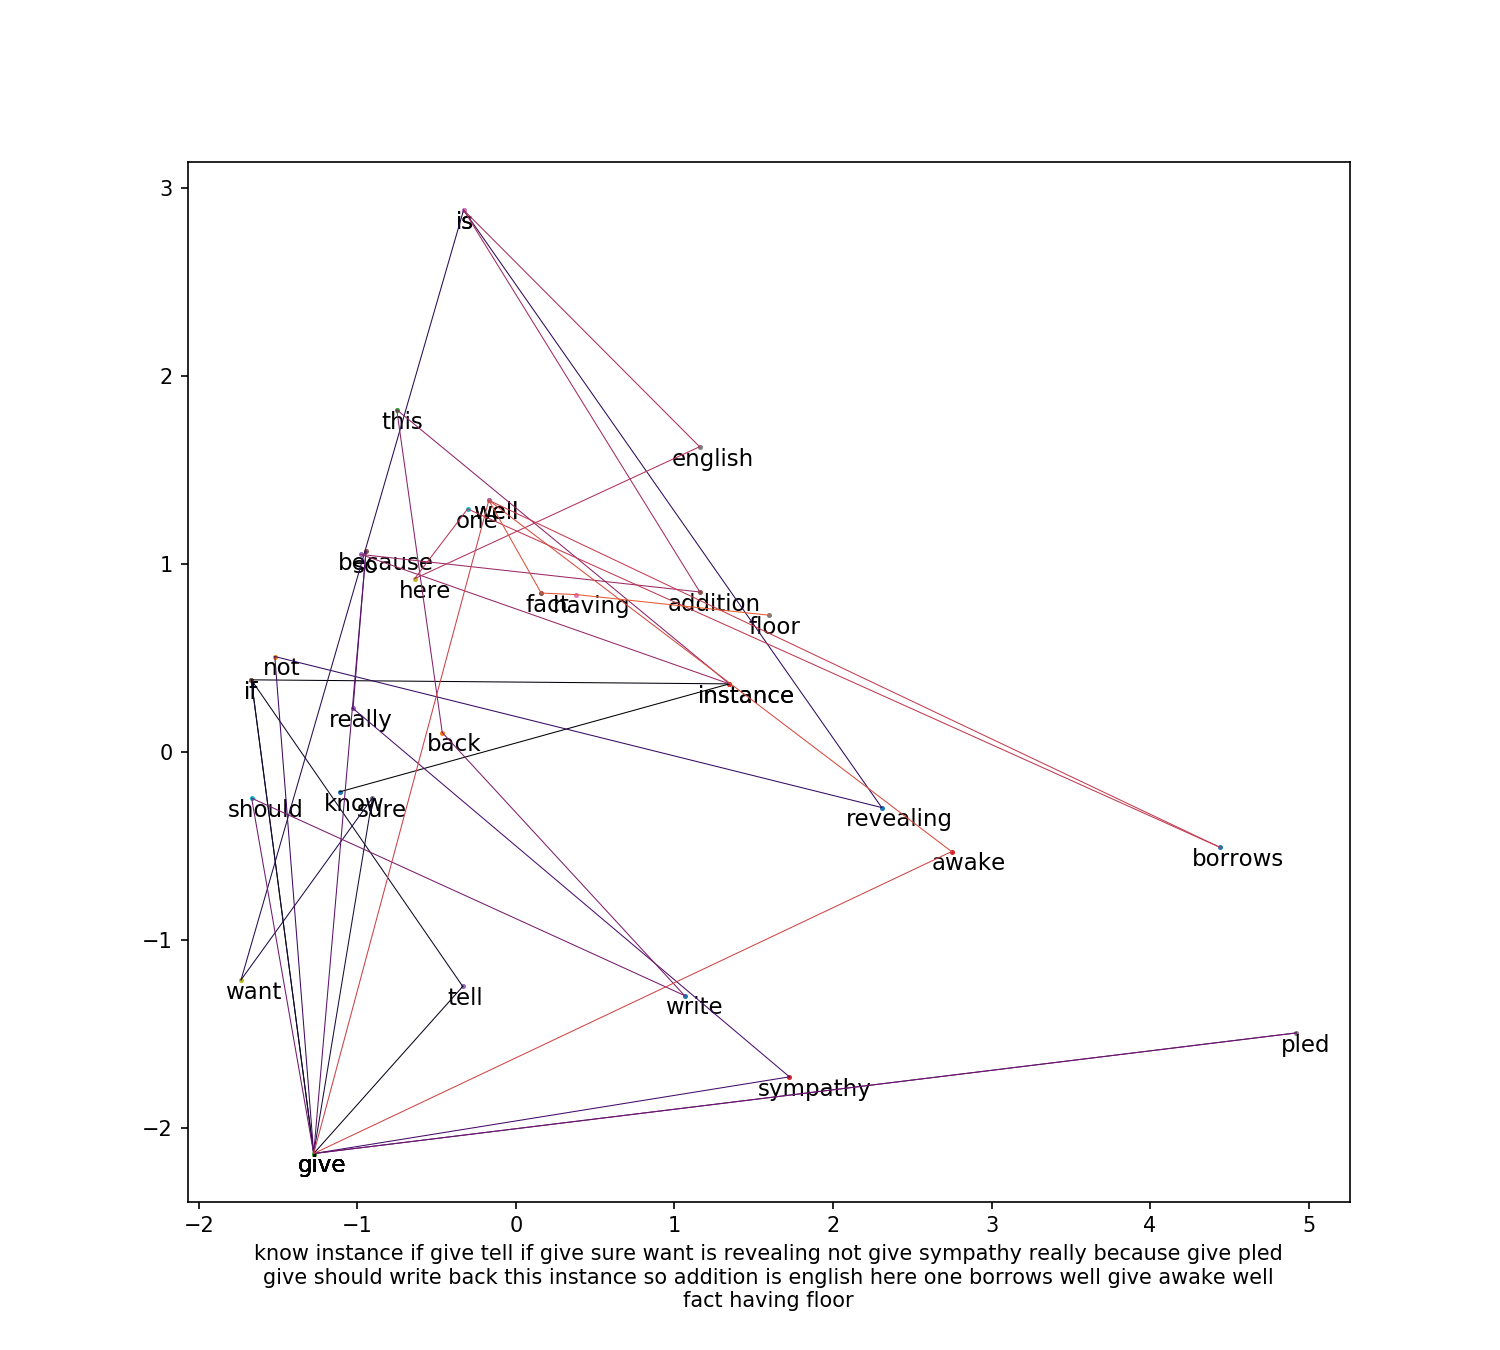 3
is
2
this
english
well
one
1
because
so
here
fact
having
addition
floor
not
if
instance
really
0
back
should
know
sure
revealing
awake
borrows
−1
want
tell
write
pled
sympathy
−2
give
−2 −1 0 1 2 3 4 5
know instance if give tell if give sure want is revealing not give sympathy really because give pled
give should write back this instance so addition is english here one borrows well give awake well
fact having floor